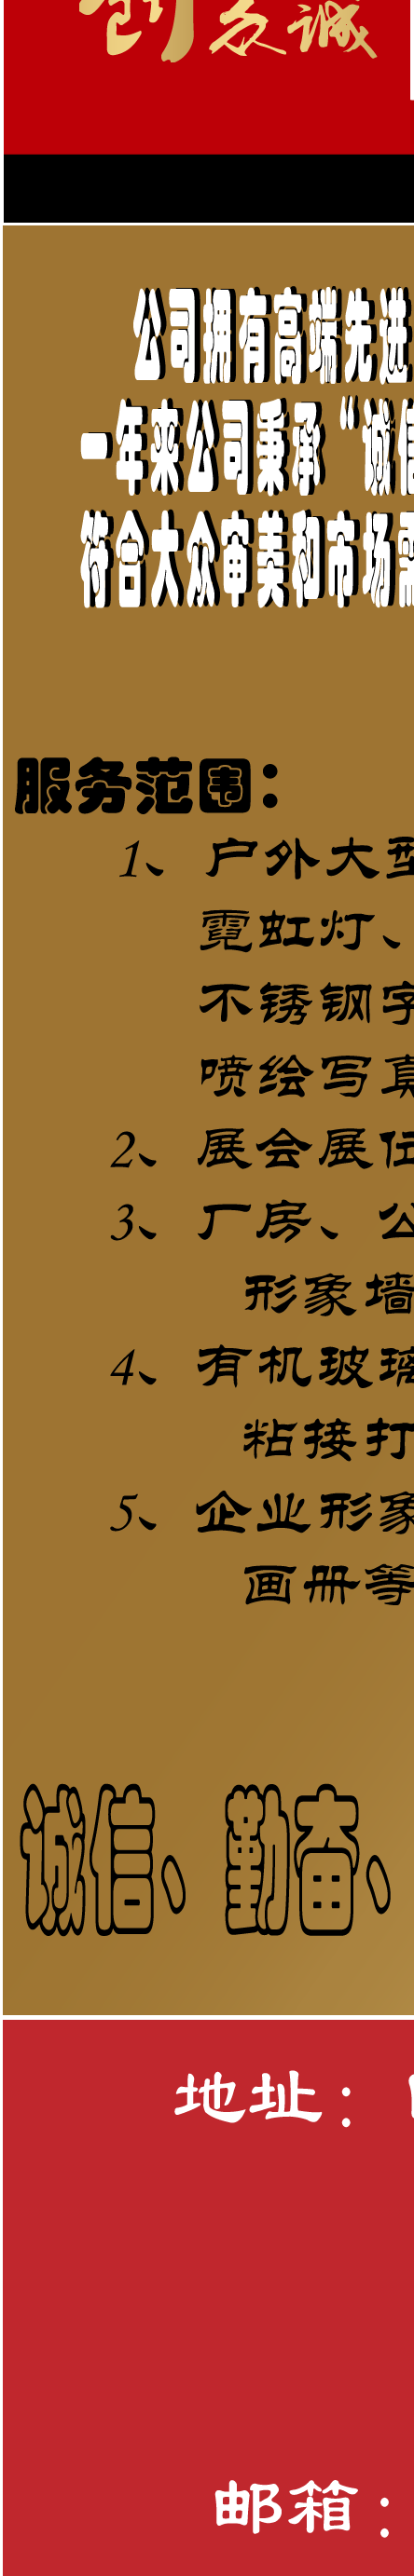 创友诚
公司拥有高端先进
一年来公司秉承“诚信
符合大众审美和市场需
服务范围：
1、户外大型
霓虹灯、
不锈钢字
喷绘写真
2、展会展位
3、厂房、公
形象墙
4、有机玻璃
粘接打
5、企业形象
画册等
诚信、勤奋、
地址：
邮箱：